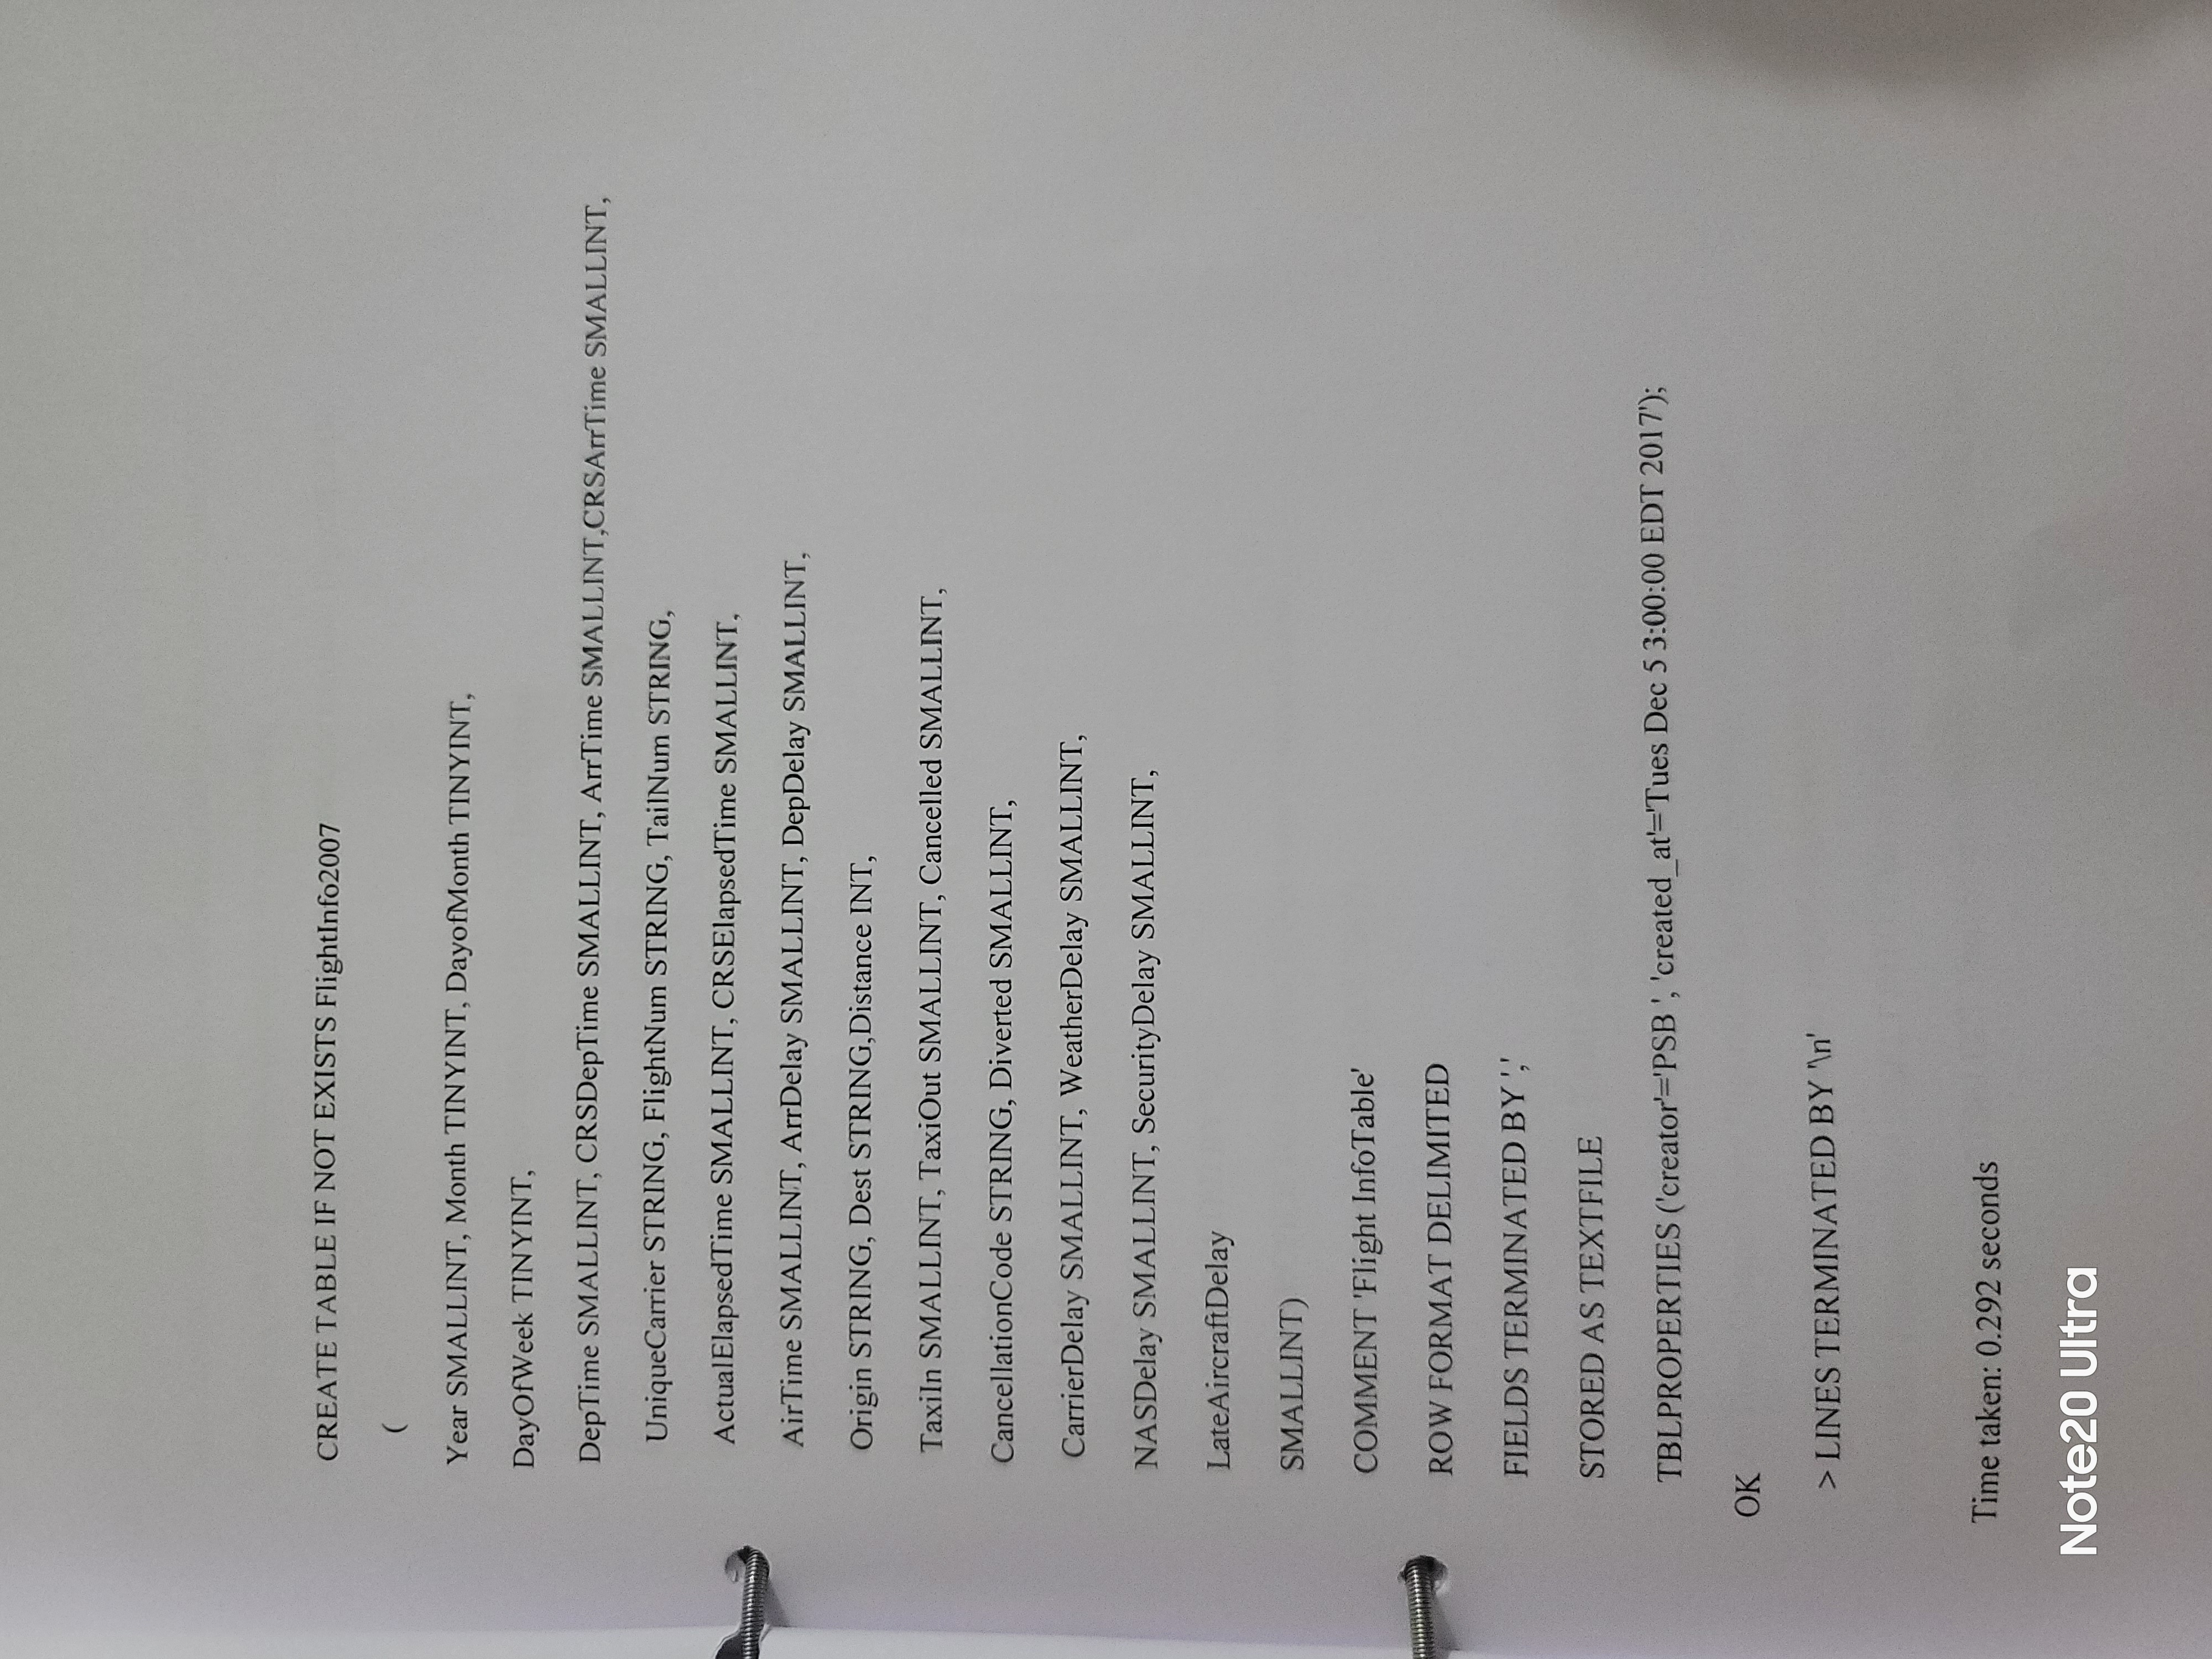 CREATE TABLE IF NOT EXISTS FlightInfo2007
(
Year SMALLINT, Month TINYINT, DayofMonth TINYINT,
DayOfWeek TINYINT,
DepTime SMALLINT, CRSDepTime SMALLINT, ArrTime SMALLINT,CRSArrTime SMALLINT,
UniqueCarrier STRING, FlightNum STRING, TailNum STRING,
ActualElapsedTime SMALLINT, CRSElapsedTime SMALLINT,
AirTime SMALLINT, ArrDelay SMALLINT, DepDelay SMALLINT,
Origin STRING, Dest STRING,Distance INT,
TaxiIn SMALLINT, TaxiOut SMALLINT, Cancelled SMALLINT,
CancellationCode STRING, Diverted SMALLINT,
CarrierDelay SMALLINT, WeatherDelay SMALLINT,
NASDelay SMALLINT, SecurityDelay SMALLINT,
LateAircraftDelay
SMALLINT)
COMMENT 'Flight InfoTable'
ROW FORMAT DELIMITED
FIELDS TERMINATED BY ','
STORED AS TEXTFILE
TBLPROPERTIES ('creator'='PSB ', 'created_at'='Tues Dec 5 3:00:00 EDT 2017');
OK
> LINES TERMINATED BY '\n'
Time taken: 0.292 seconds
Note20 Ultra